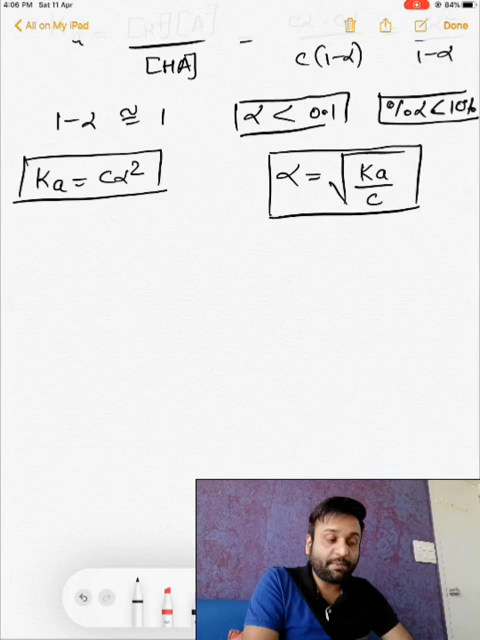 4:06 PM Sat 11 Apr 84%
All on My iPad Done
[HA] c(1-α) 1-α
1-α ≅ 1 α < 0.1 %α < 10%
Ka = cα² α = √(Ka/c)